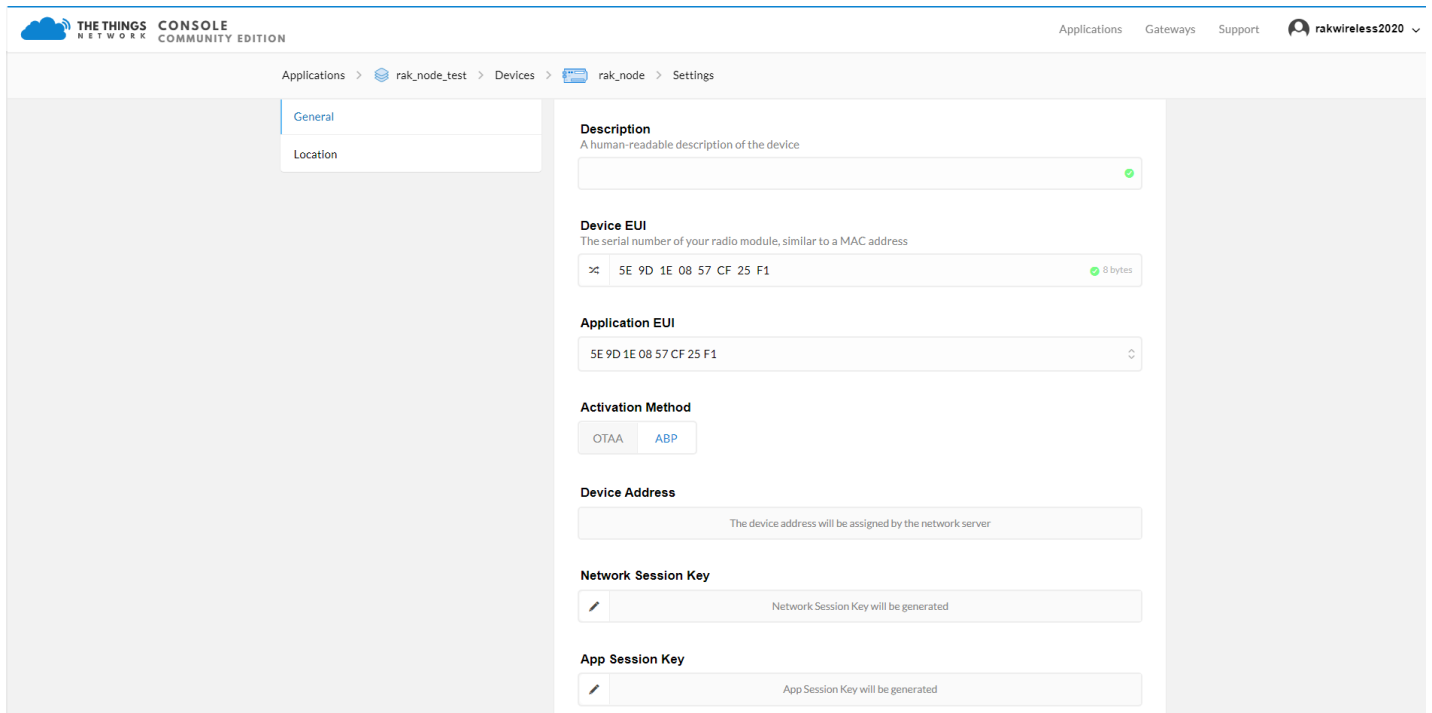 THE THINGS NETWORK CONSOLE COMMUNITY EDITION
Applications Gateways Support rakwireless2020
Applications > rak_node_test > Devices > rak_node > Settings
General
Location
Description
A human-readable description of the device
Device EUI
The serial number of your radio module, similar to a MAC address
5E 9D 1E 08 57 CF 25 F1 8 bytes
Application EUI
5E 9D 1E 08 57 CF 25 F1
Activation Method
OTAA ABP
Device Address
The device address will be assigned by the network server
Network Session Key
Network Session Key will be generated
App Session Key
App Session Key will be generated